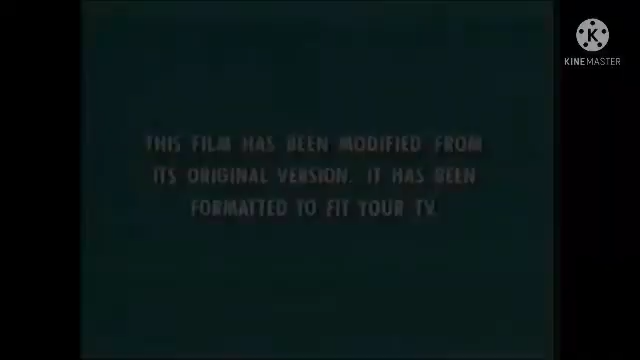 KINEMASTER
THIS FILM HAS BEEN MODIFIED FROM
ITS ORIGINAL VERSION. IT HAS BEEN
FORMATTED TO FIT YOUR TV.